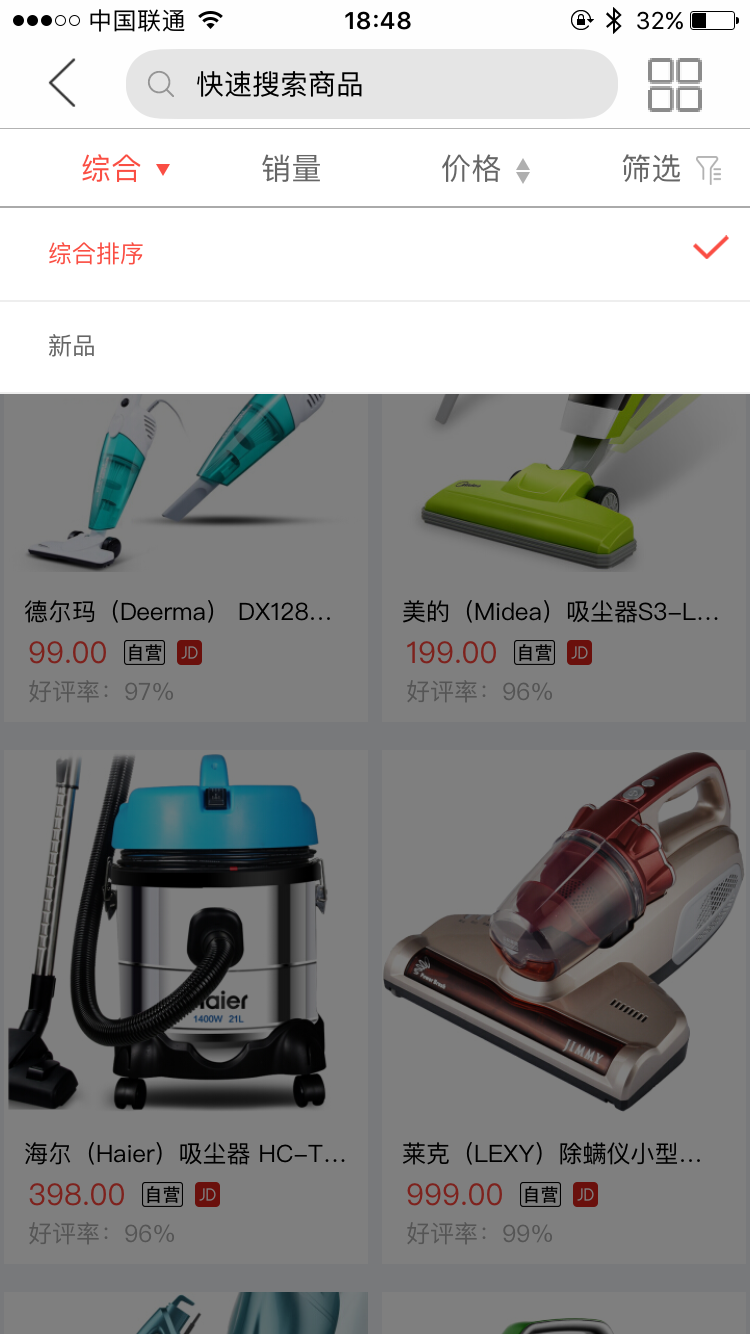 中国联通 18:48 32%
快速搜索商品
综合 销量 价格 筛选
综合排序
新品
德尔玛（Deerma） DX128...
美的（Midea）吸尘器S3-L...
99.00 自营 JD
199.00 自营 JD
好评率：97%
好评率：96%
Haier
1400W 21L
Power Brush
JIMMY
海尔（Haier）吸尘器 HC-T...
莱克（LEXY）除螨仪小型...
398.00 自营 JD
999.00 自营 JD
好评率：96%
好评率：99%